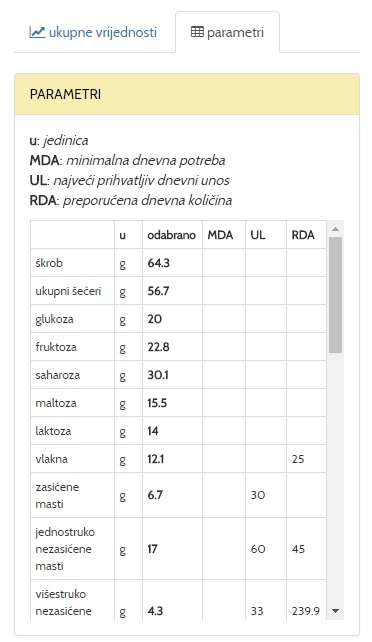 ukupne vrijednosti parametri
PARAMETRI
u: jedinica
MDA: minimalna dnevna potreba
UL: najveći prihvatljiv dnevni unos
RDA: preporućena dnevna količina
u odabrano MDA UL RDA
škrob g 64.3
ukupni šećeri g 56.7
glukoza g 20
fruktoza g 22.8
saharoza g 30.1
maltoza g 15.5
laktoza g 14
vlakna g 12.1 25
zasićene
masti g 6.7 30
jednostruko
nezasićene
masti g 17 60 45
višestruko
nezasićene g 4.3 33 239.9